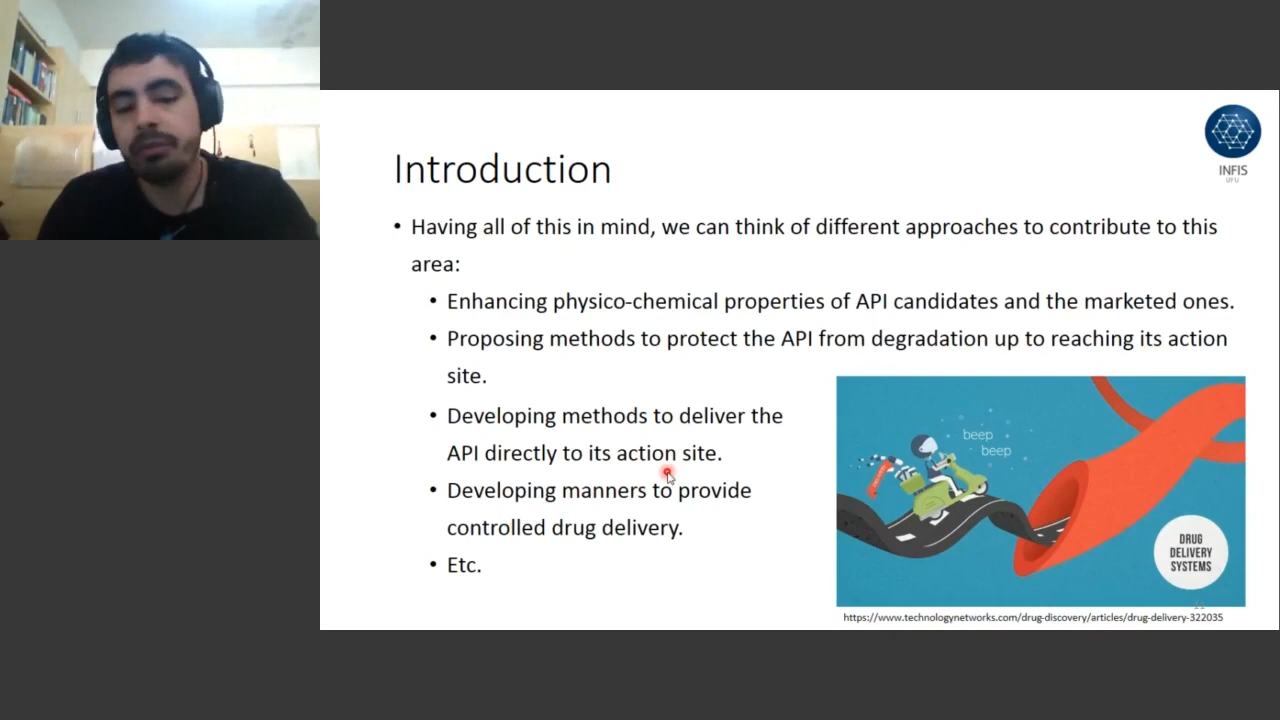 INFIS
UFU
Introduction
• Having all of this in mind, we can think of different approaches to contribute to this
area:
• Enhancing physico-chemical properties of API candidates and the marketed ones.
• Proposing methods to protect the API from degradation up to reaching its action
site.
• Developing methods to deliver the
API directly to its action site.
• Developing manners to provide
controlled drug delivery.
• Etc.
beep
beep
DRUG
DELIVERY
SYSTEMS
https://www.technologynetworks.com/drug-discovery/articles/drug-delivery-322035